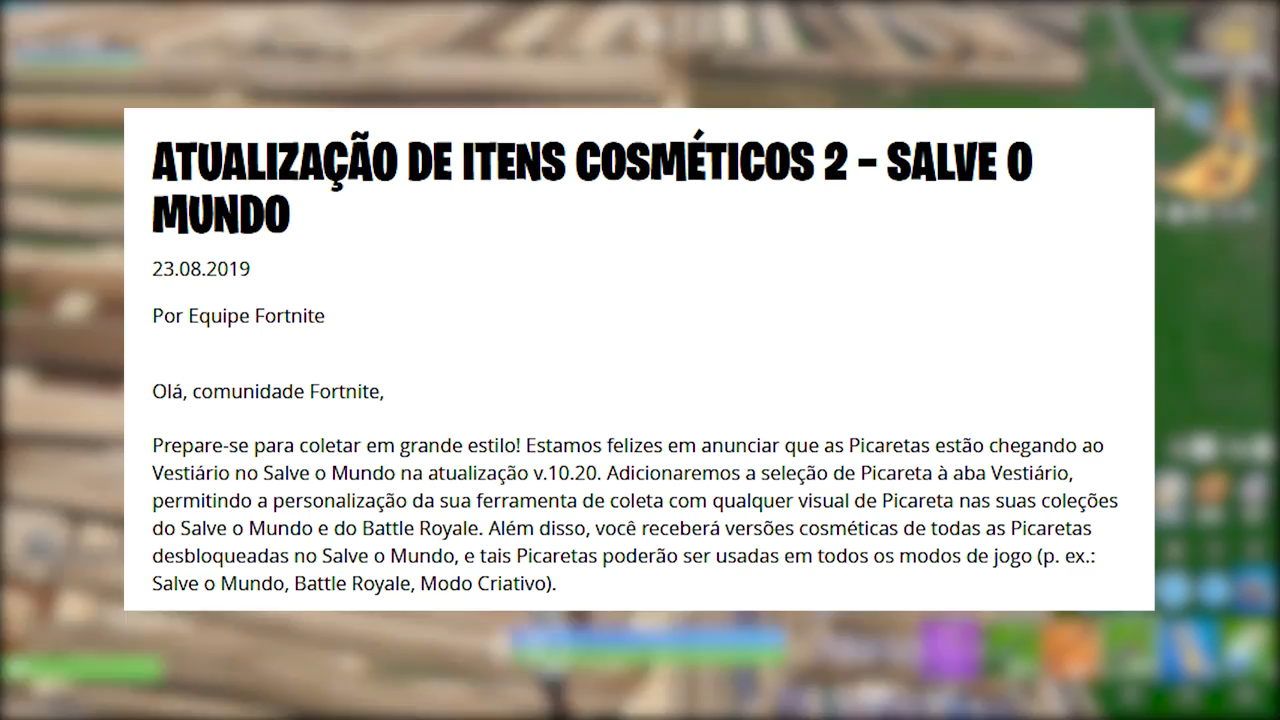 ATUALIZAÇÃO DE ITENS COSMÉTICOS 2 – SALVE O
MUNDO
23.08.2019
Por Equipe Fortnite
Olá, comunidade Fortnite,
Prepare-se para coletar em grande estilo! Estamos felizes em anunciar que as Picaretas estão chegando ao
Vestiário no Salve o Mundo na atualização v.10.20. Adicionaremos a seleção de Picareta à aba Vestiário,
permitindo a personalização da sua ferramenta de coleta com qualquer visual de Picareta nas suas coleções
do Salve o Mundo e do Battle Royale. Além disso, você receberá versões cosméticas de todas as Picaretas
desbloqueadas no Salve o Mundo, e tais Picaretas poderão ser usadas em todos os modos de jogo (p. ex.:
Salve o Mundo, Battle Royale, Modo Criativo).